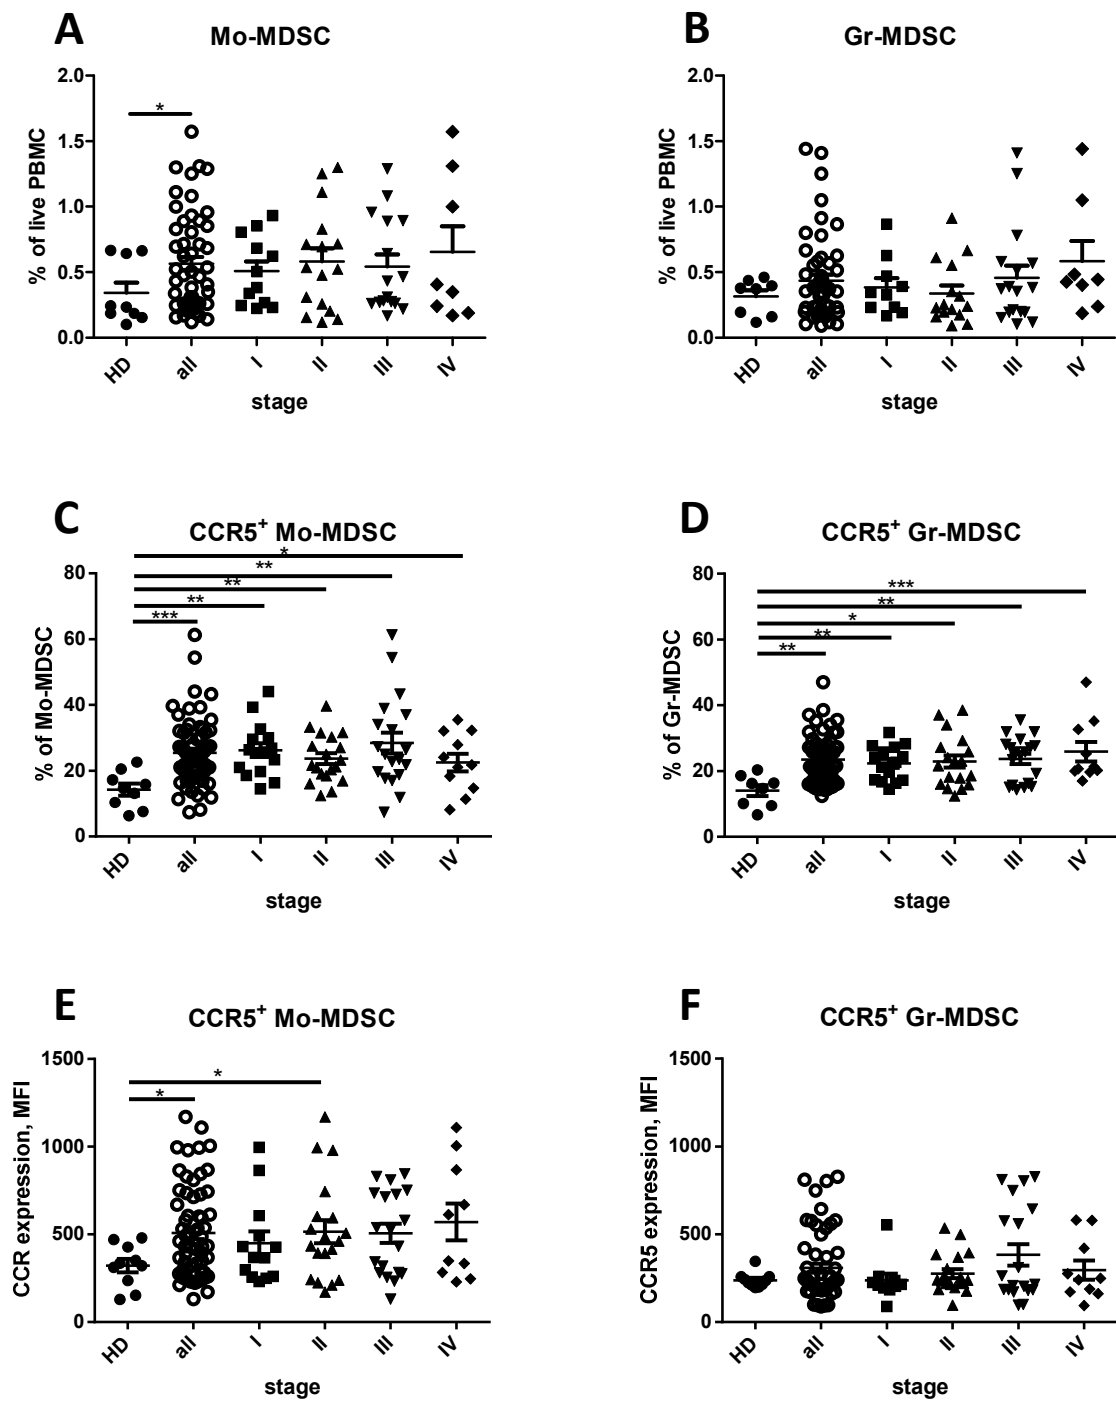 A
Mo-MDSC
% of live PBMC
2.0
1.5
1.0
0.5
0.0
*
HD
all
I
II
III
IV
stage
B
Gr-MDSC
% of live PBMC
2.0
1.5
1.0
0.5
0.0
HD
all
I
II
III
IV
stage
C
CCR5⁺ Mo-MDSC
% of Mo-MDSC
80
60
40
20
0
*
**
**
**
***
HD
all
I
II
III
IV
stage
D
CCR5⁺ Gr-MDSC
% of Gr-MDSC
80
60
40
20
0
***
**
*
**
**
HD
all
I
II
III
IV
stage
E
CCR5⁺ Mo-MDSC
CCR expression, MFI
1500
1000
500
0
*
*
HD
all
I
II
III
IV
stage
F
CCR5⁺ Gr-MDSC
CCR5 expression, MFI
1500
1000
500
0
HD
all
I
II
III
IV
stage